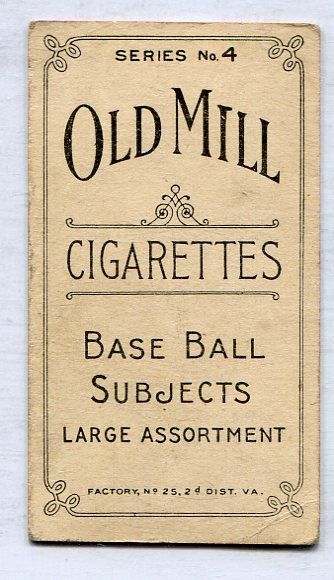 SERIES No. 4
OLD MILL
CIGARETTES
BASE BALL
SUBJECTS
LARGE ASSORTMENT
FACTORY, No 25, 2d DIST. VA.